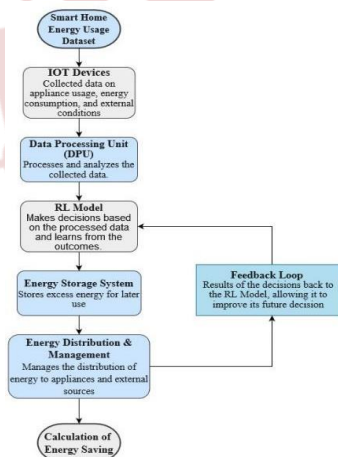 Smart Home
Energy Usage
Dataset
IOT Devices
Collected data on
appliance usage, energy
consumption, and external
conditions
Data Processing Unit
(DPU)
Processes and analyzes the
collected data.
RL Model
Makes decisions based
on the processed data
and learns from the
outcomes.
Energy Storage System
Stores excess energy for later
use
Feedback Loop
Results of the decisions back to
the RL Model, allowing it to
improve its future decision
Energy Distribution &
Management
Manages the distribution of
energy to appliances and external
sources
Calculation of
Energy Saving